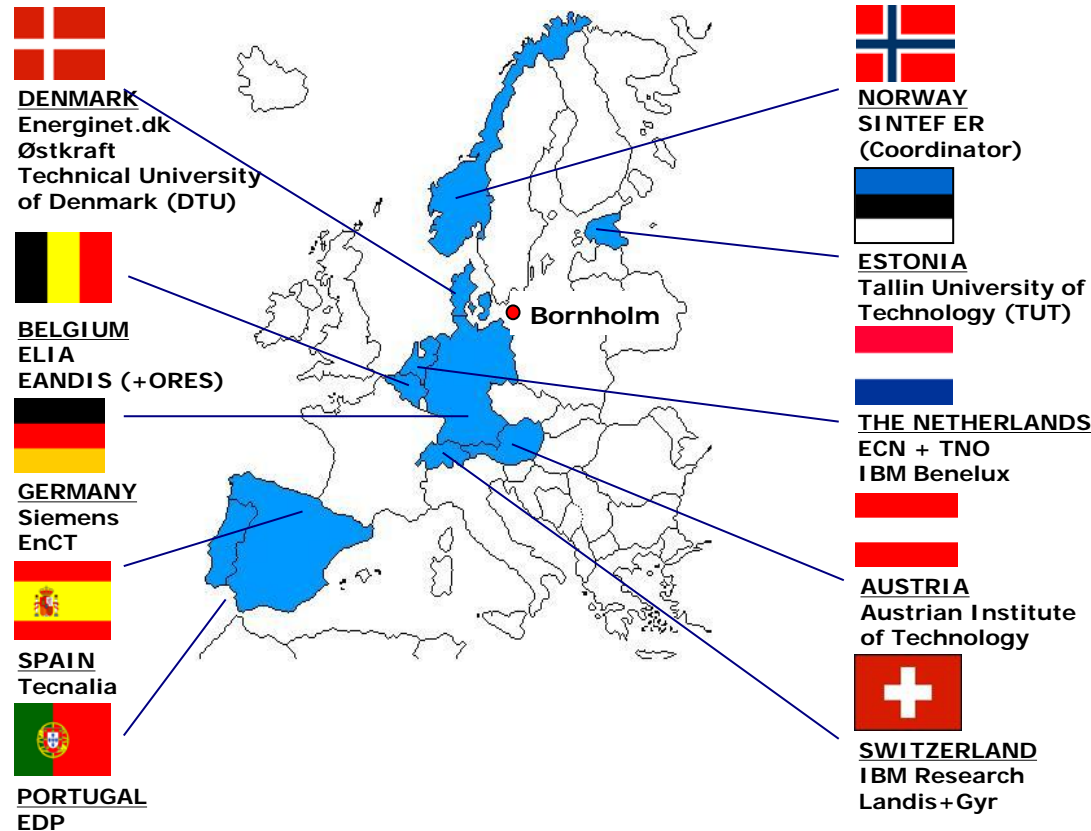 DENMARK
Energinet.dk
Østkraft
Technical University
of Denmark (DTU)
BELGIUM
ELIA
EANDIS (+ORES)
GERMANY
Siemens
EnCT
SPAIN
Tecnalia
PORTUGAL
EDP
Bornholm
NORWAY
SINTEF ER
(Coordinator)
ESTONIA
Tallin University of
Technology (TUT)
THE NETHERLANDS
ECN + TNO
IBM Benelux
AUSTRIA
Austrian Institute
of Technology
SWITZERLAND
IBM Research
Landis+Gyr